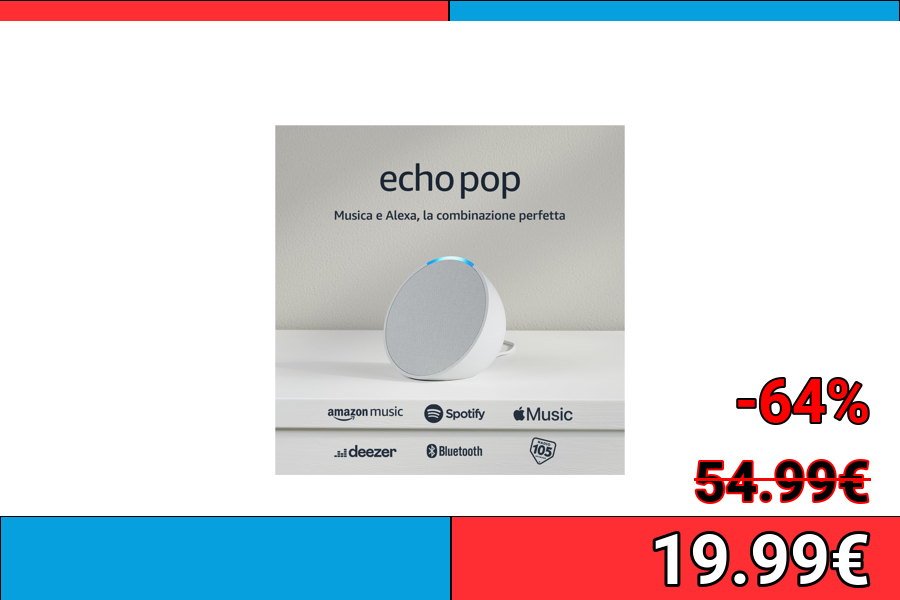 echo pop
Musica e Alexa, la combinazione perfetta
amazon music Spotify Music
deezer Bluetooth RADIO 105
-64%
54.99€
19.99€